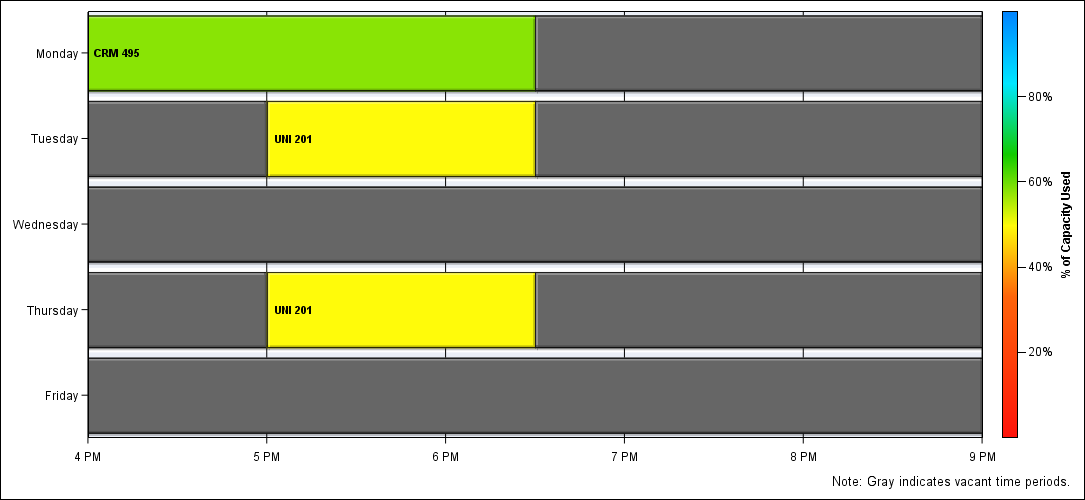 Monday
CRM 495
Tuesday
UNI 201
Wednesday
Thursday
UNI 201
Friday
4 PM 5 PM 6 PM 7 PM 8 PM 9 PM
80%
60%
40%
20%
% of Capacity Used
Note: Gray indicates vacant time periods.